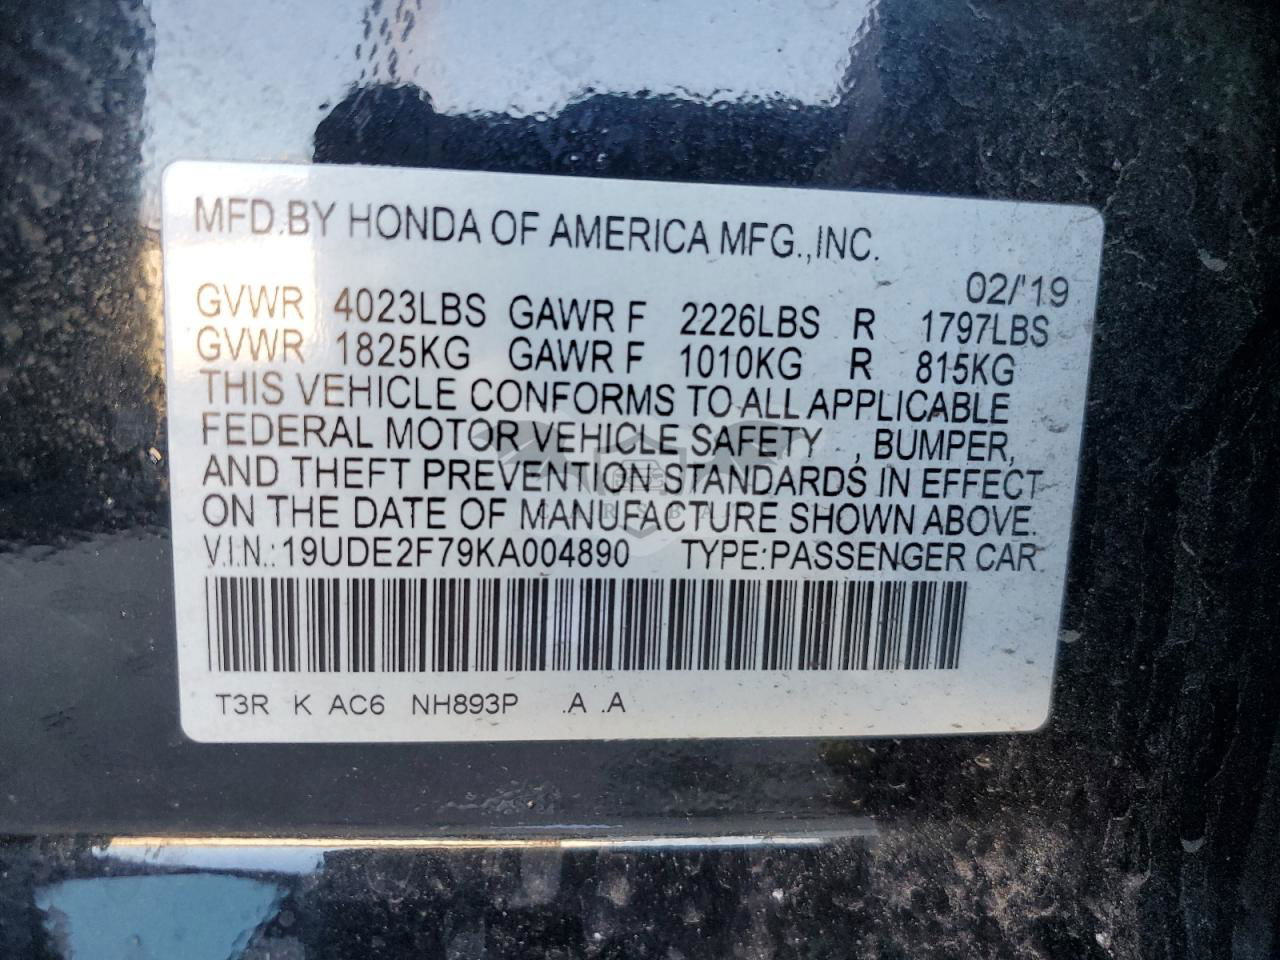 MFD.BY HONDA OF AMERICA MFG.,INC.
02/'19
GVWR 4023LBS GAWR F 2226LBS R 1797LBS
GVWR 1825KG GAWR F 1010KG R 815KG
THIS VEHICLE CONFORMS TO ALL APPLICABLE
FEDERAL MOTOR VEHICLE SAFETY , BUMPER,
AND THEFT PREVENTION STANDARDS IN EFFECT
ON THE DATE OF MANUFACTURE SHOWN ABOVE.
V.I.N.: 19UDE2F79KA004890 TYPE:PASSENGER CAR
T3R K AC6 NH893P .A .A